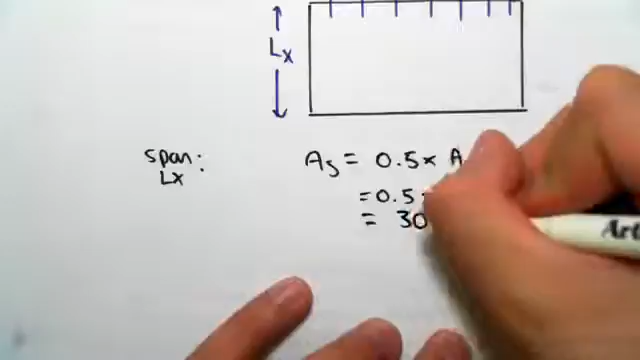 Lx
span: As = 0.5 x A
Lx
= 0.5
= 30
Art